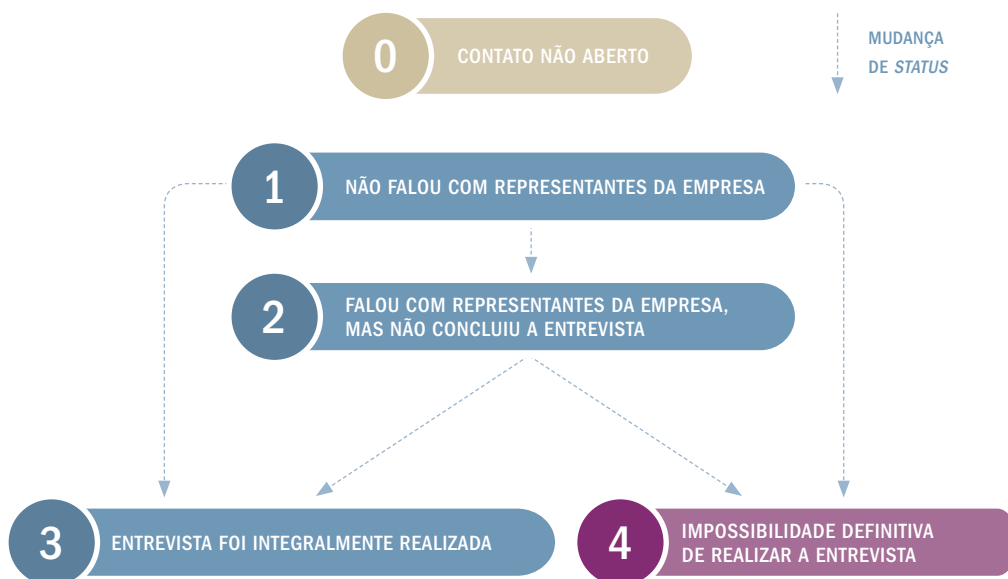 0
CONTATO NÃO ABERTO
MUDANÇA
DE STATUS
1
NÃO FALOU COM REPRESENTANTES DA EMPRESA
2
FALOU COM REPRESENTANTES DA EMPRESA,
MAS NÃO CONCLUIU A ENTREVISTA
3
ENTREVISTA FOI INTEGRALMENTE REALIZADA
4
IMPOSSIBILIDADE DEFINITIVA
DE REALIZAR A ENTREVISTA